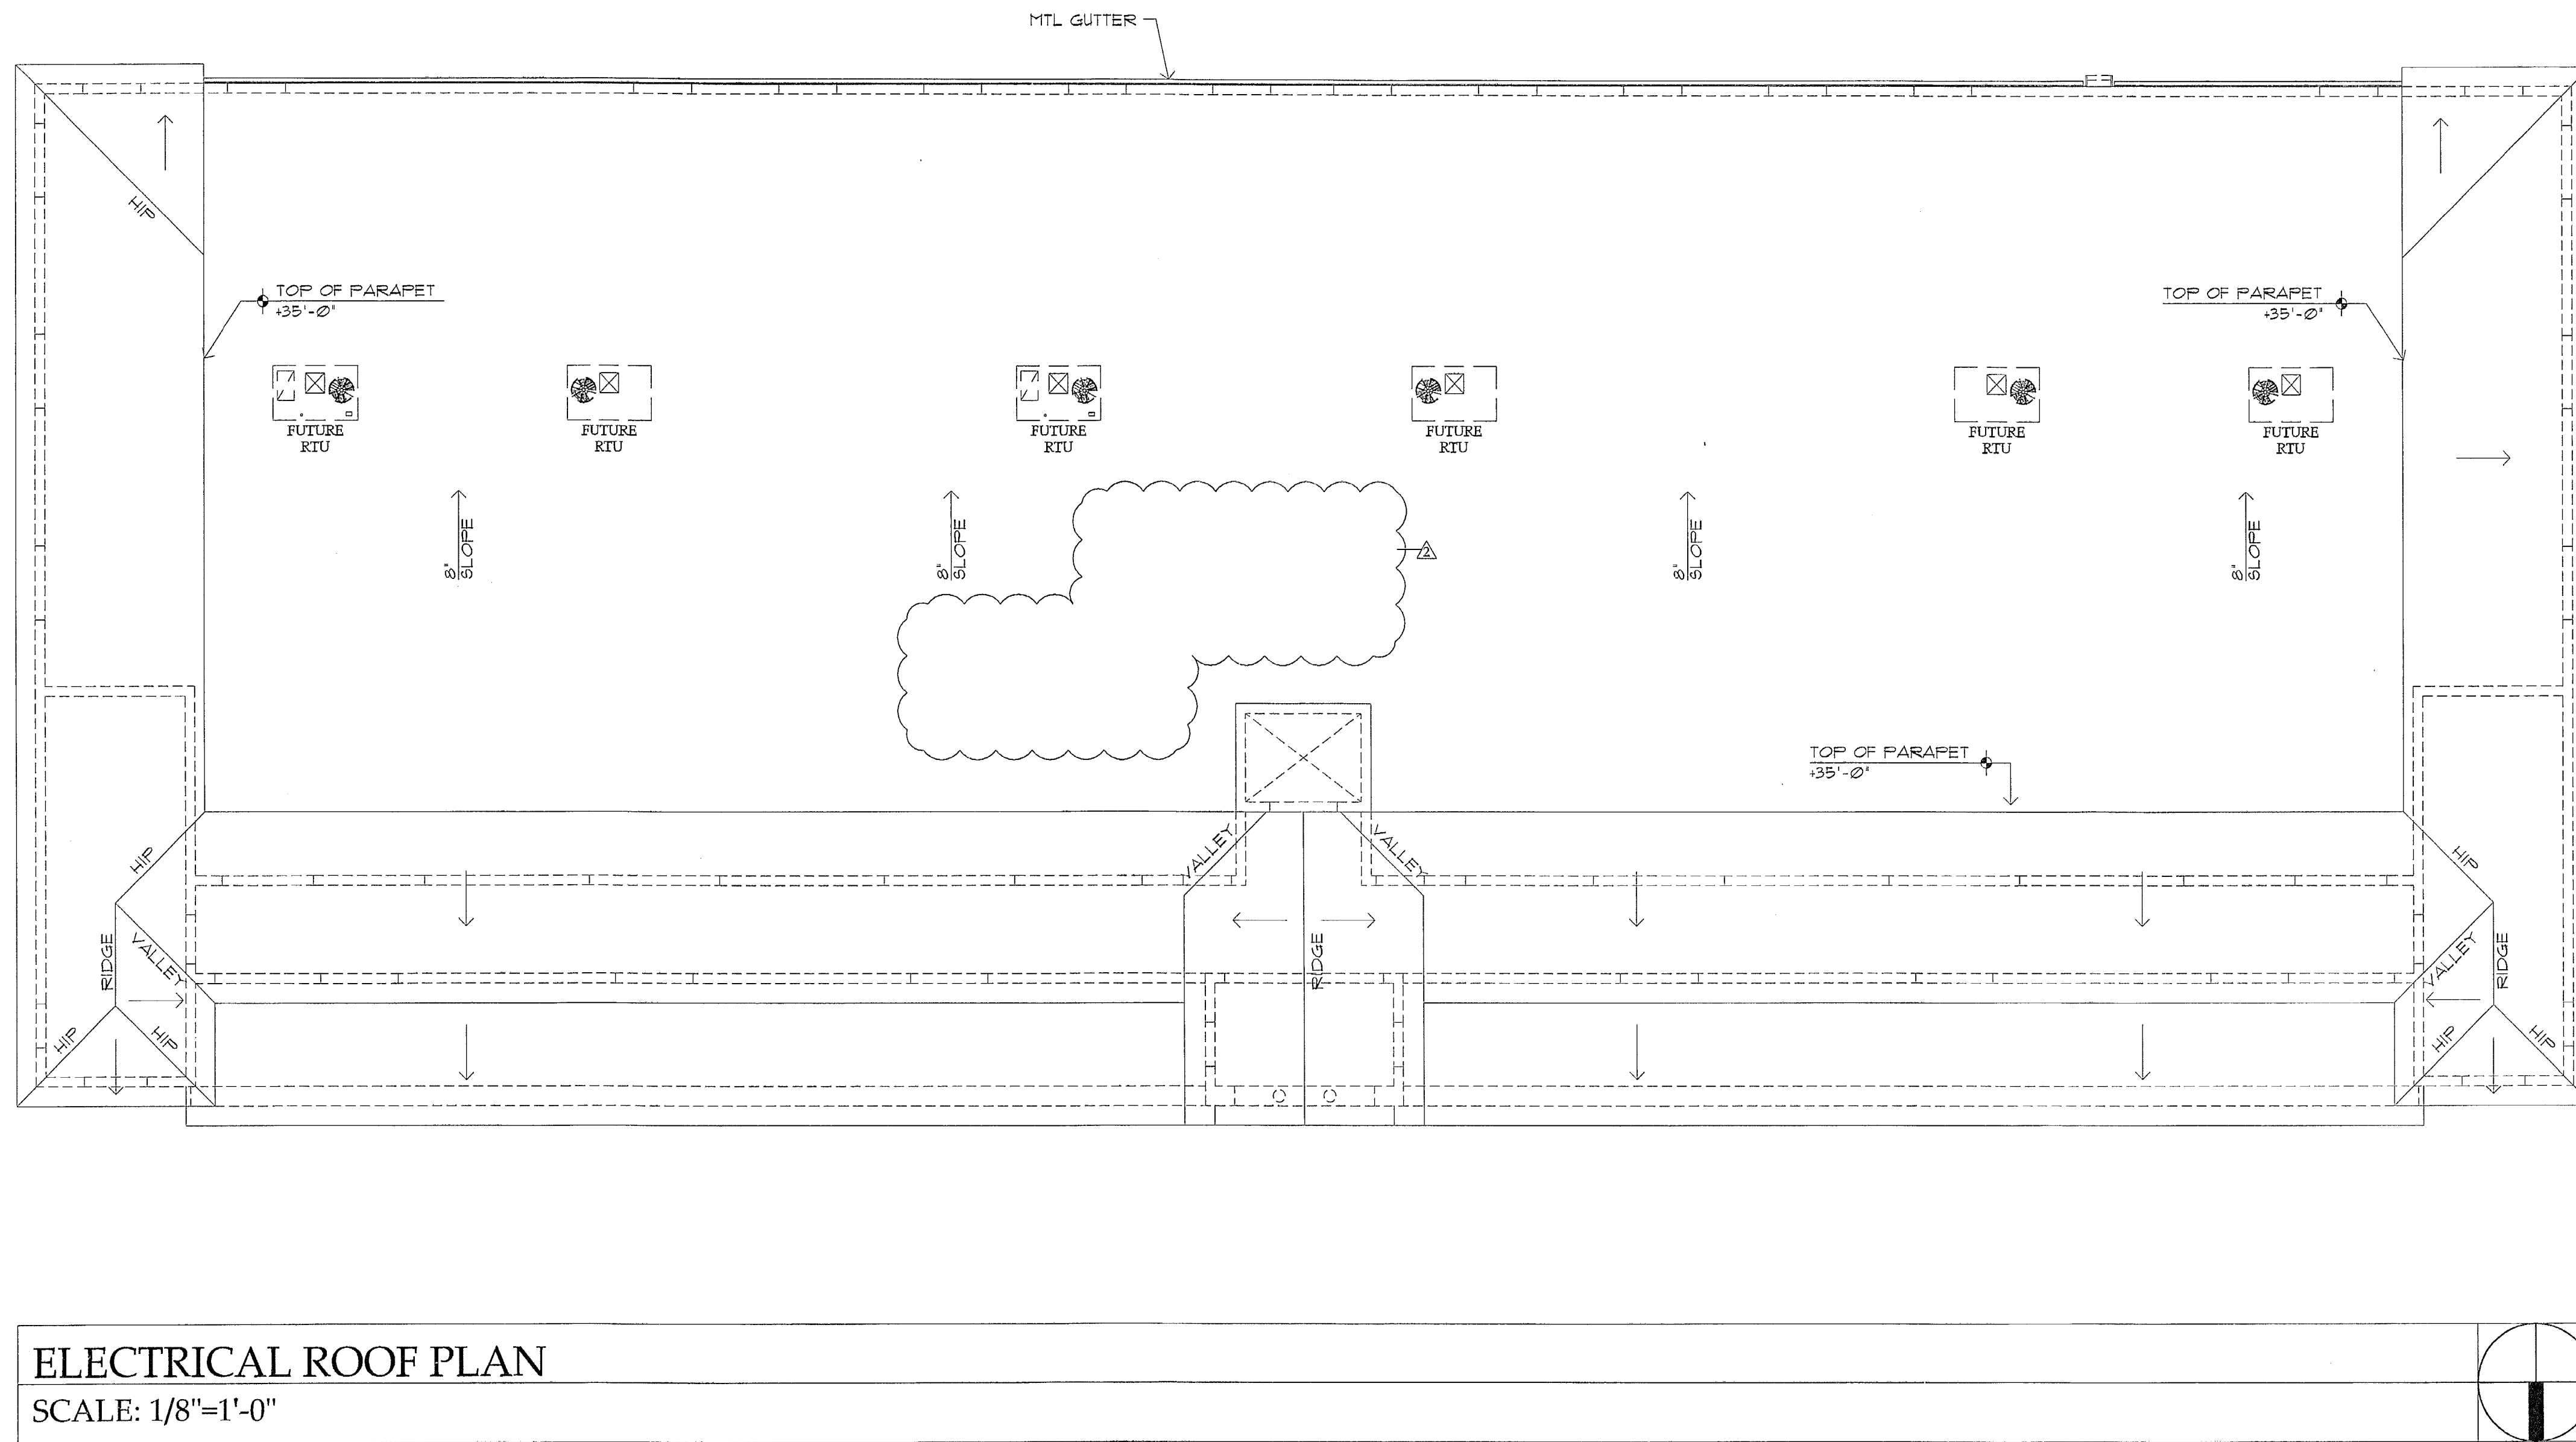 MTL GUTTER
HIP
TOP OF PARAPET
+35'-0"
TOP OF PARAPET
+35'-0"
FUTURE
RTU
FUTURE
RTU
FUTURE
RTU
FUTURE
RTU
FUTURE
RTU
FUTURE
RTU
8"
SLOPE
8"
SLOPE
8"
SLOPE
8"
SLOPE
2
TOP OF PARAPET
+35'-0"
HIP
VALLEY
VALLEY
HIP
RIDGE
VALLEY
RIDGE
VALLEY
RIDGE
HIP
HIP
HIP
HIP
ELECTRICAL ROOF PLAN
SCALE: 1/8"=1'-0"